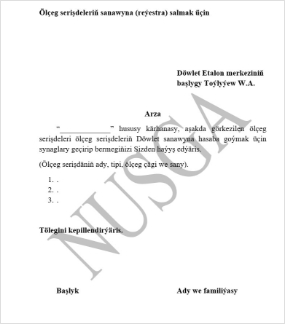 Ölçeg serişdeleriň sanawyna (reýestra) salmak üçin
Döwlet Etalon merkeziniň
başlygy Toýlyýew W.A.
Arza
“______________” hususy kärhanasy, aşakda görkezilen ölçeg
serişdeleri ölçeg serişdeleriň Döwlet sanawyna hasaba goýmak üçin
synaglary geçirip bermegiňizi Sizden haýyş edýäris.
(Ölçeg serişdäniň ady, tipi, ölçeg çägi we sany).
1. .
2. .
3. .
Tölegini kepillendirýäris.
Başlyk Ady we familiýasy
NUSGA